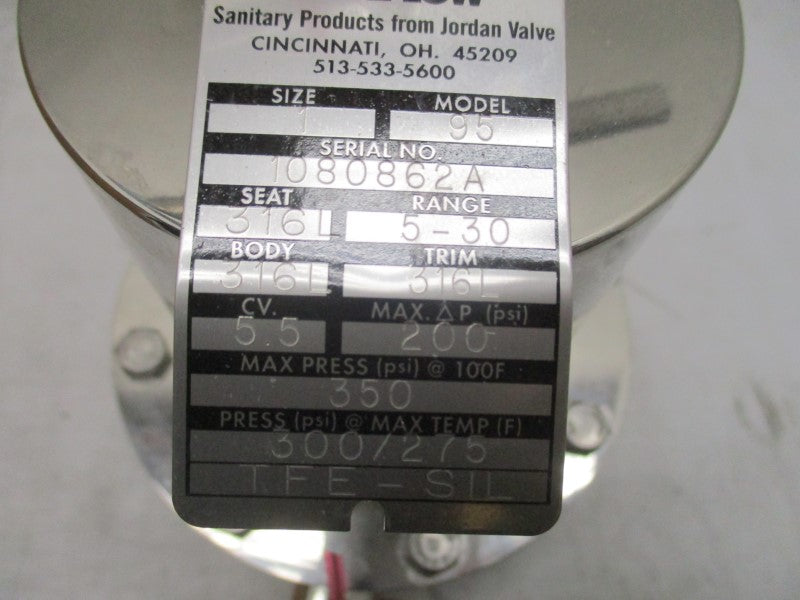 Sanitary Products from Jordan Valve
CINCINNATI, OH. 45209
513-533-5600
SIZE MODEL
1 95
SERIAL NO.
1080862A
SEAT RANGE
316L 5-30
BODY TRIM
316L 316L
CV. MAX. △P (psi)
5.5 200
MAX PRESS (psi) @ 100F
350
PRESS (psi) @ MAX TEMP (F)
300/275
TFE-SIL